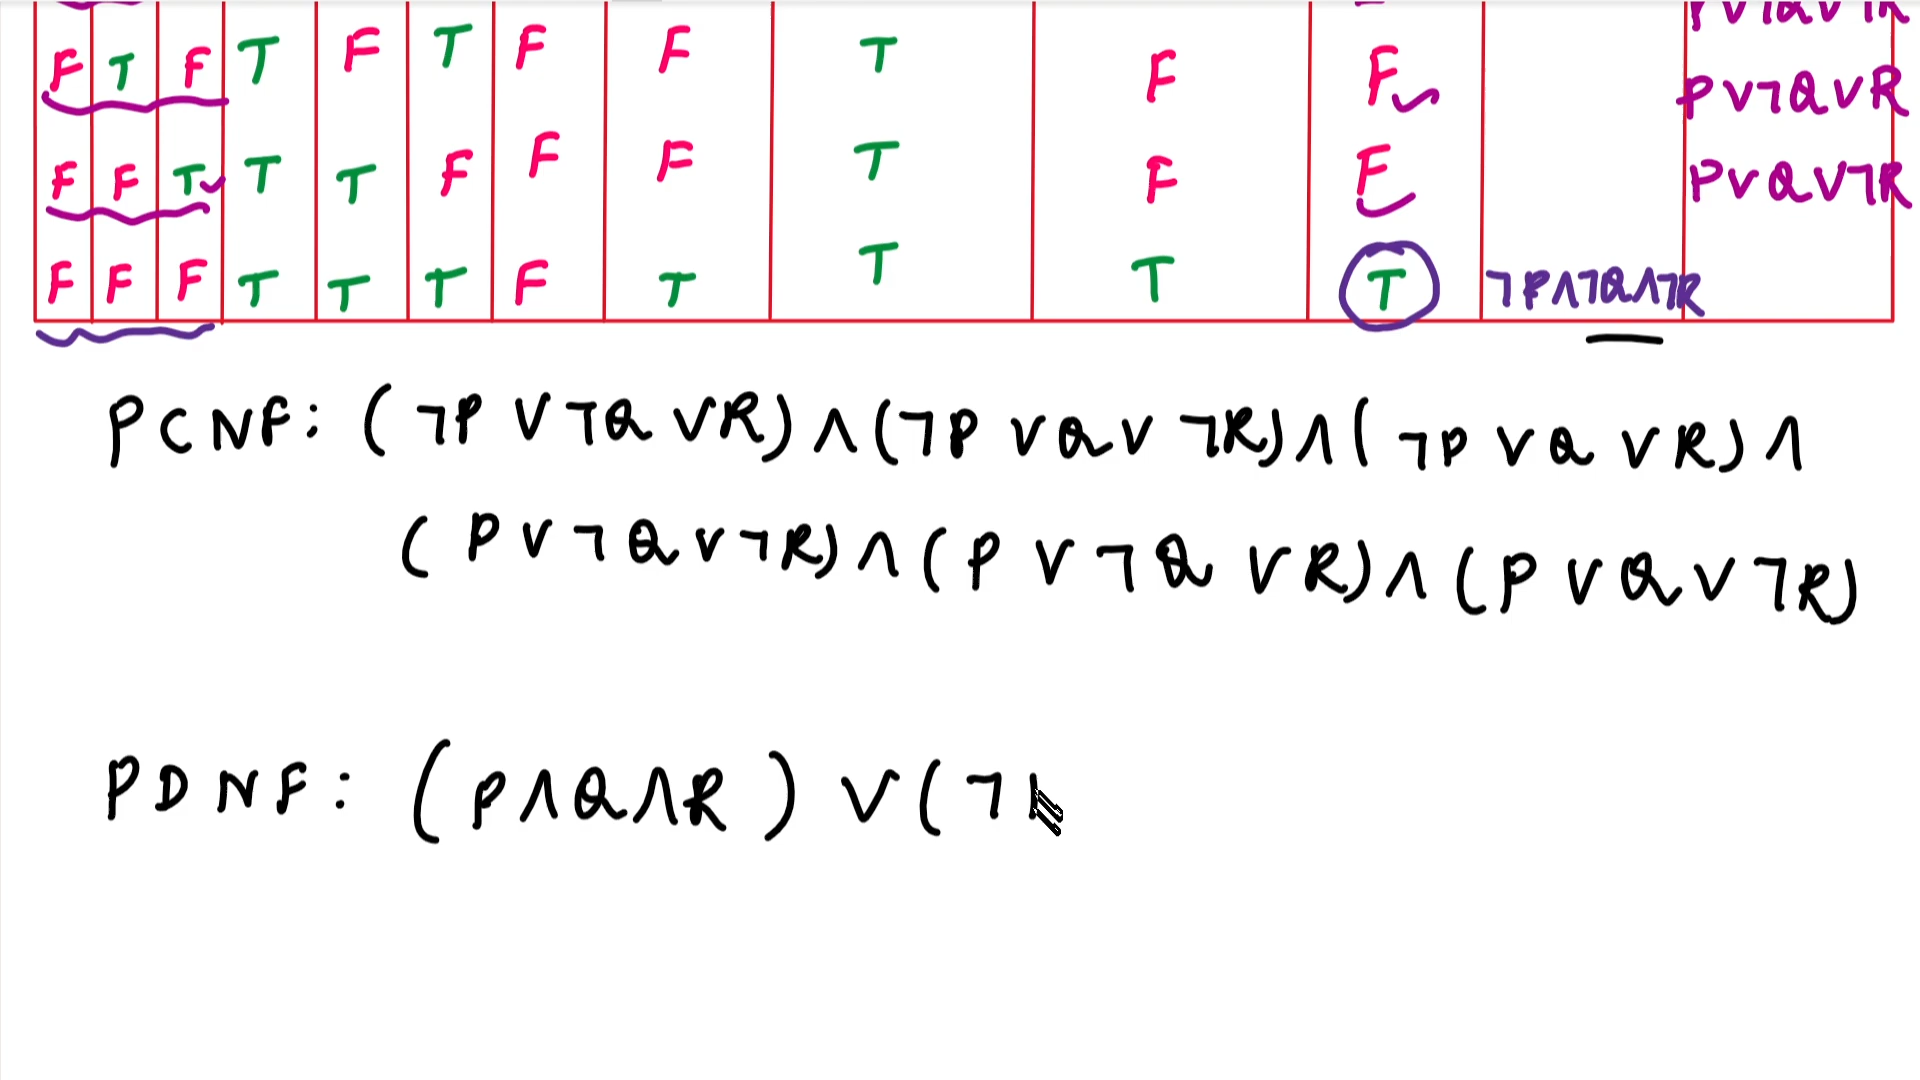 P∨¬Q∨¬R
F T F T F T F F T F F P∨¬Q∨R
F F T T T F F F T F F P∨Q∨¬R
F F F T T T F T T T T ¬P∧¬Q∧¬R
PCNF: (¬P ∨ ¬Q ∨ R) ∧ (¬P ∨ Q ∨ ¬R) ∧ (¬P ∨ Q ∨ R) ∧
(P ∨ ¬Q ∨ ¬R) ∧ (P ∨ ¬Q ∨ R) ∧ (P ∨ Q ∨ ¬R)
PDNF: (P ∧ Q ∧ R) ∨ (¬